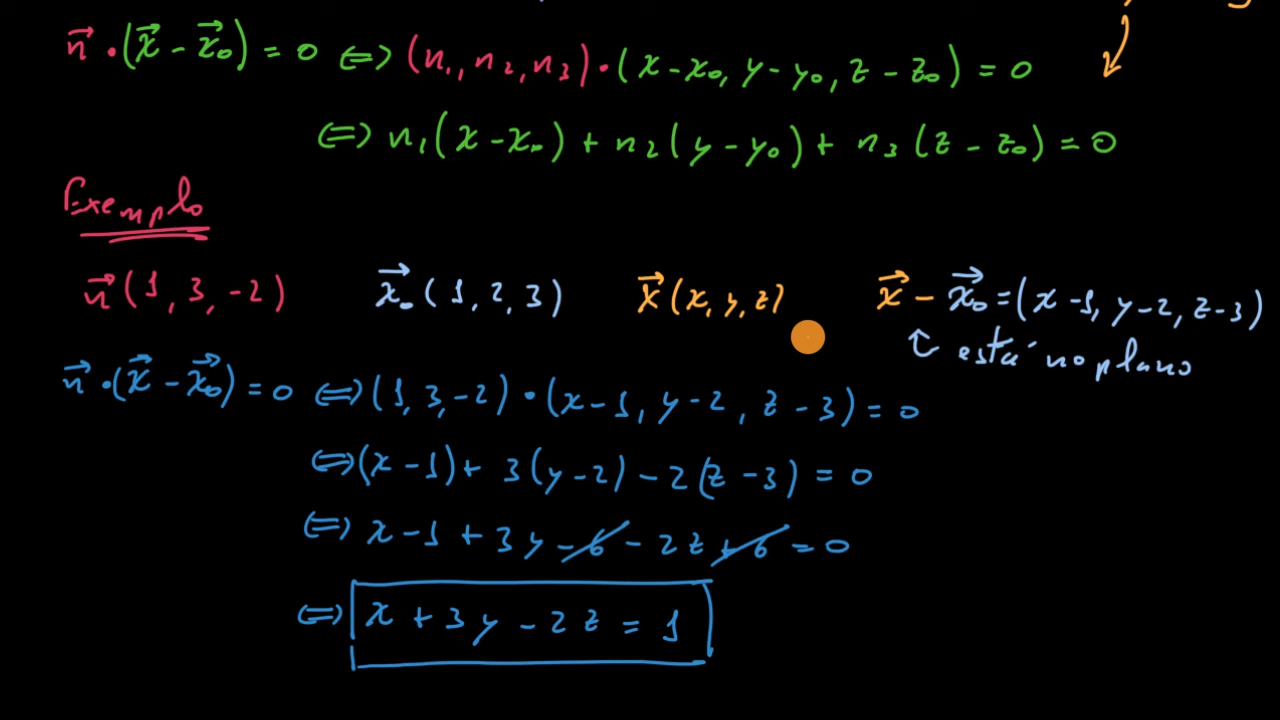 n⃗ · (x⃗ - x⃗₀) = 0 ⇔ (n₁, n₂, n₃) · (x - x₀, y - y₀, z - z₀) = 0
⇔ n₁(x - x₀) + n₂(y - y₀) + n₃(z - z₀) = 0
Exemplo
n⃗(1, 3, -2) x⃗₀(1, 2, 3) x⃗(x, y, z) x⃗ - x⃗₀ = (x - 1, y - 2, z - 3)
↑ está no plano
n⃗ · (x⃗ - x⃗₀) = 0 ⇔ (1, 3, -2) · (x - 1, y - 2, z - 3) = 0
⇔ (x - 1) + 3(y - 2) - 2(z - 3) = 0
⇔ x - 1 + 3y - 6 - 2z + 6 = 0
⇔ x + 3y - 2z = 1